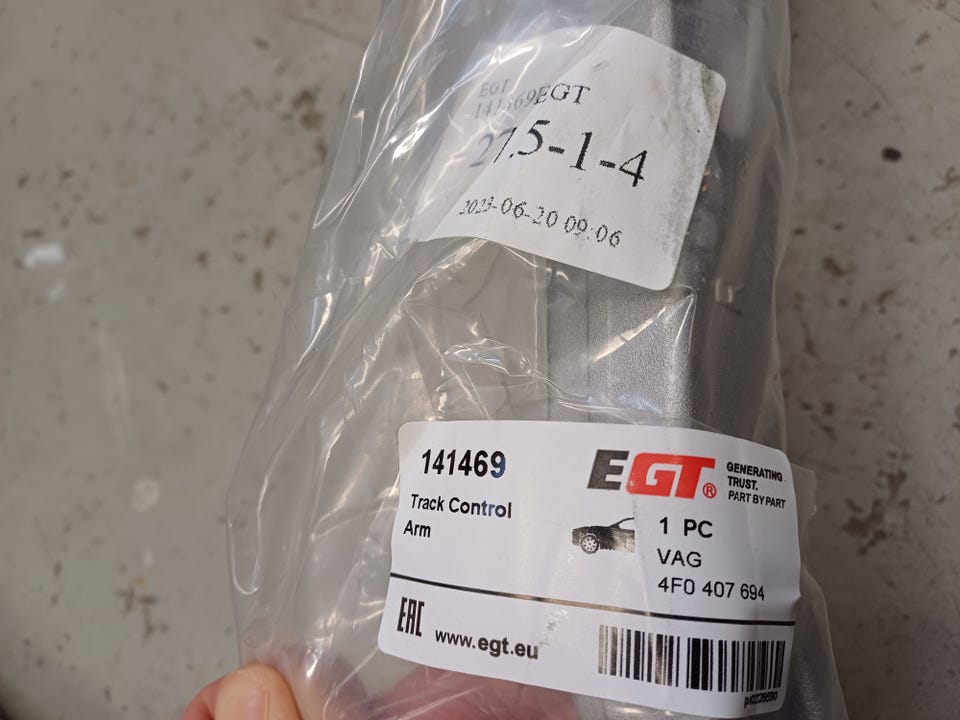 EGT
141469EGT
27.5-1-4
2023-06-20 09:06
141469
Track Control
Arm
EGT®
GENERATING
TRUST.
PART BY PART
1 PC
VAG
4F0 407 694
EAC
www.egt.eu